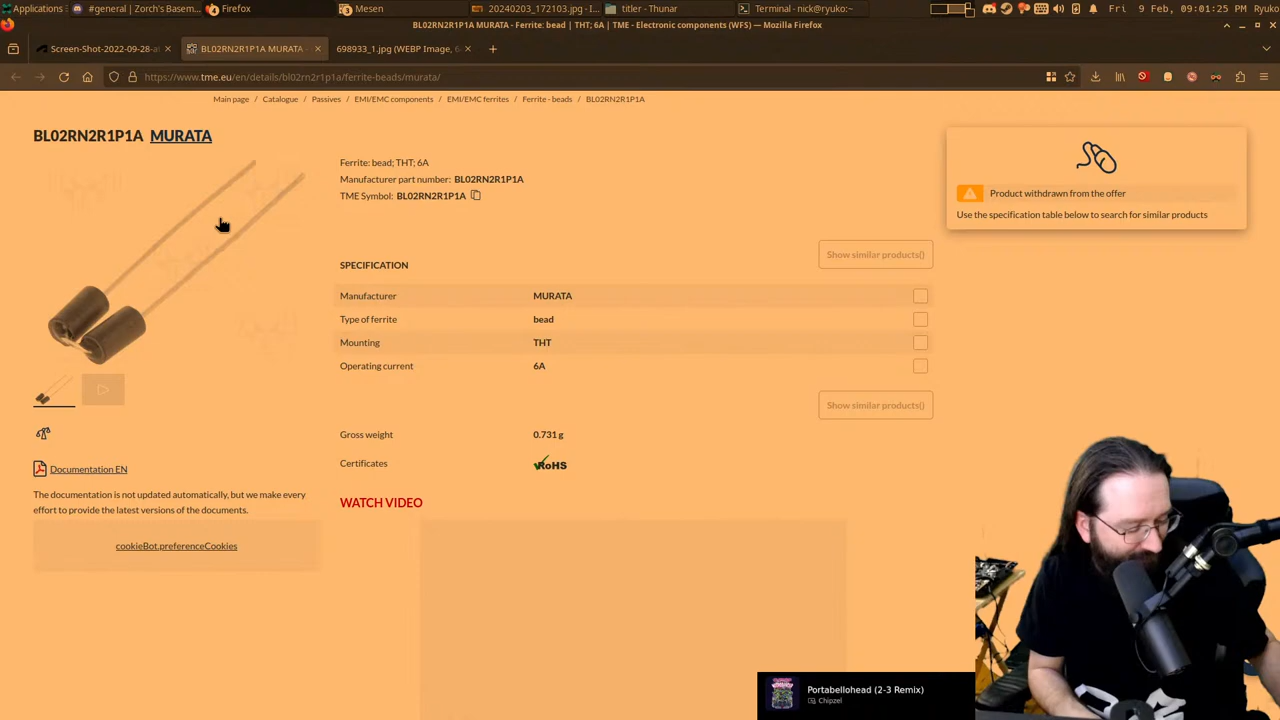 Applications
#general | Zorch's Basem...
4 Firefox
3 Mesen
20240203_172103.jpg - I...
titler - Thunar
Terminal - nick@ryuko:~
Fri 9 Feb, 09:01:25 Ryuko
BL02RN2R1P1A MURATA - Ferrite: bead | THT; 6A | TME - Electronic components (WFS) — Mozilla Firefox
Screen-Shot-2022-09-28-a
BL02RN2R1P1A MURATA -
698933_1.jpg (WEBP Image, 6
https://www.tme.eu/en/details/bl02rn2r1p1a/ferrite-beads/murata/
Main page / Catalogue / Passives / EMI/EMC components / EMI/EMC ferrites / Ferrite - beads / BL02RN2R1P1A
BL02RN2R1P1A MURATA
Ferrite: bead; THT; 6A
Manufacturer part number: BL02RN2R1P1A
TME Symbol: BL02RN2R1P1A
Product withdrawn from the offer
Use the specification table below to search for similar products
Show similar products()
SPECIFICATION
Manufacturer MURATA
Type of ferrite bead
Mounting THT
Operating current 6A
Show similar products()
Gross weight 0.731 g
Certificates RoHS
Documentation EN
The documentation is not updated automatically, but we make every
effort to provide the latest versions of the documents.
cookieBot.preferenceCookies
WATCH VIDEO
Portabellohead (2-3 Remix)
Chipzel